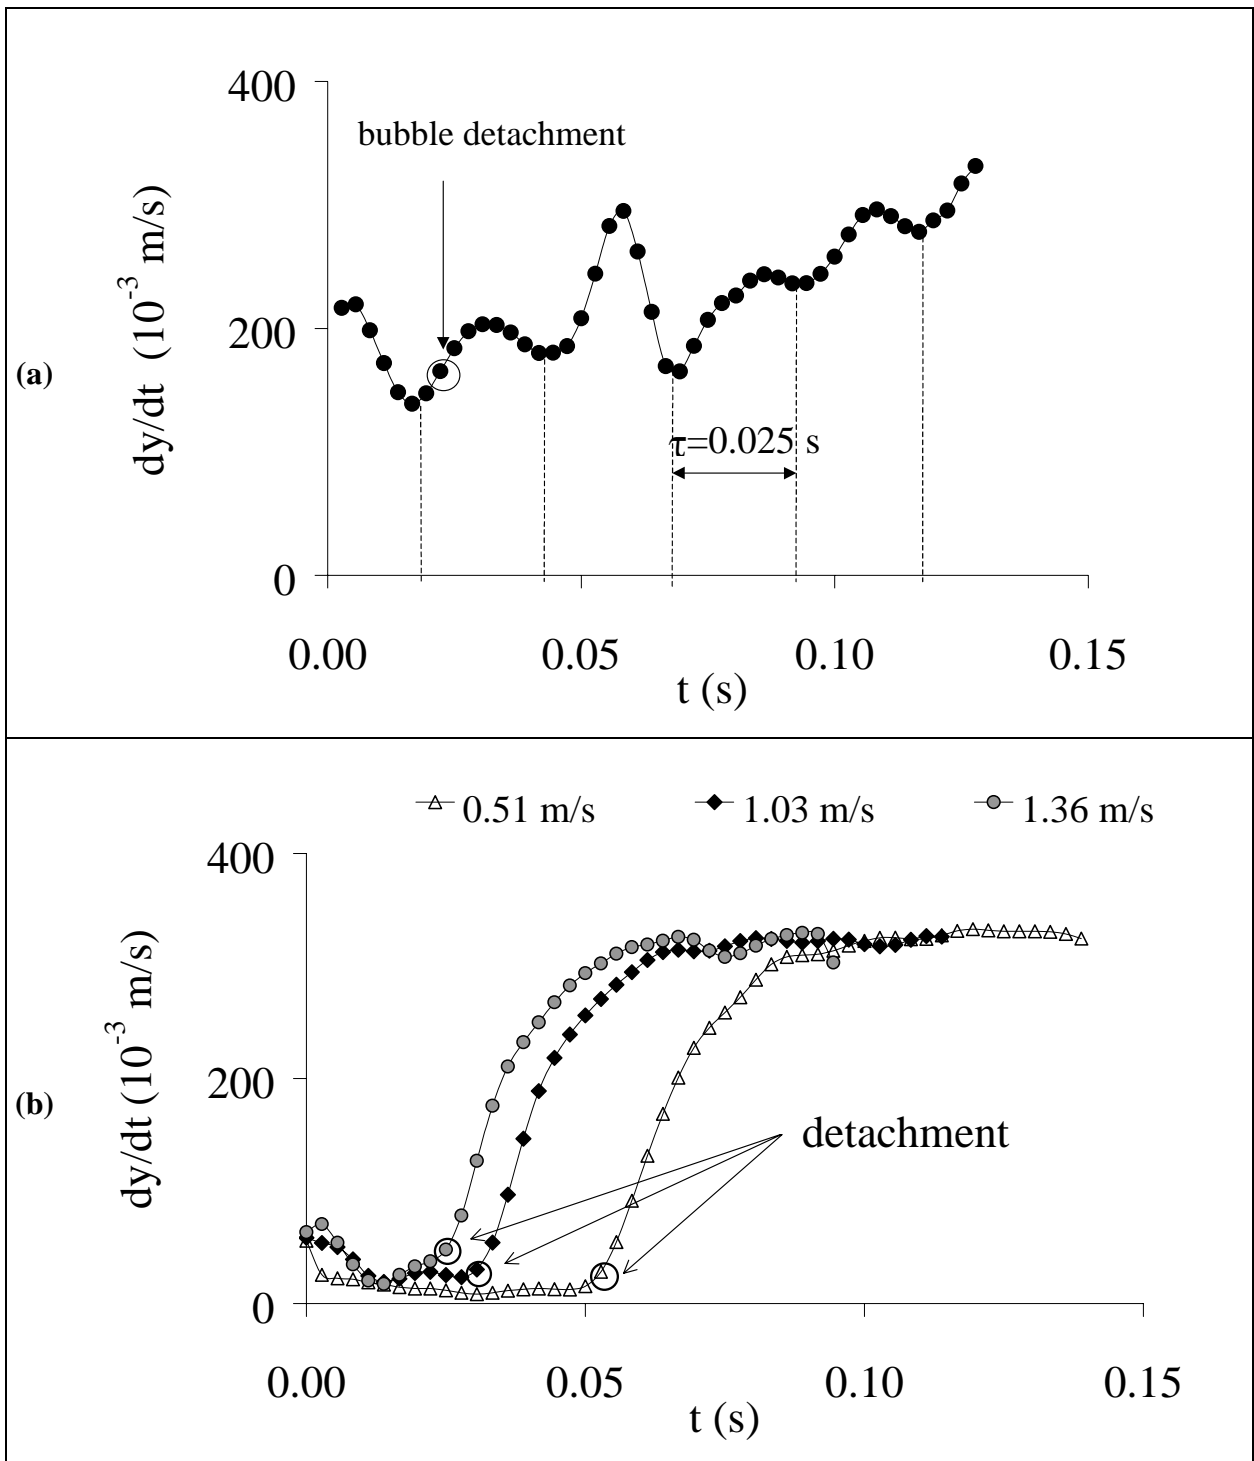 400
bubble detachment
dy/dt (10⁻³ m/s)
200
(a)
τ=0.025 s
0
0.00 0.05 0.10 0.15
t (s)
0.51 m/s 1.03 m/s 1.36 m/s
400
dy/dt (10⁻³ m/s)
200
(b)
detachment
0
0.00 0.05 0.10 0.15
t (s)